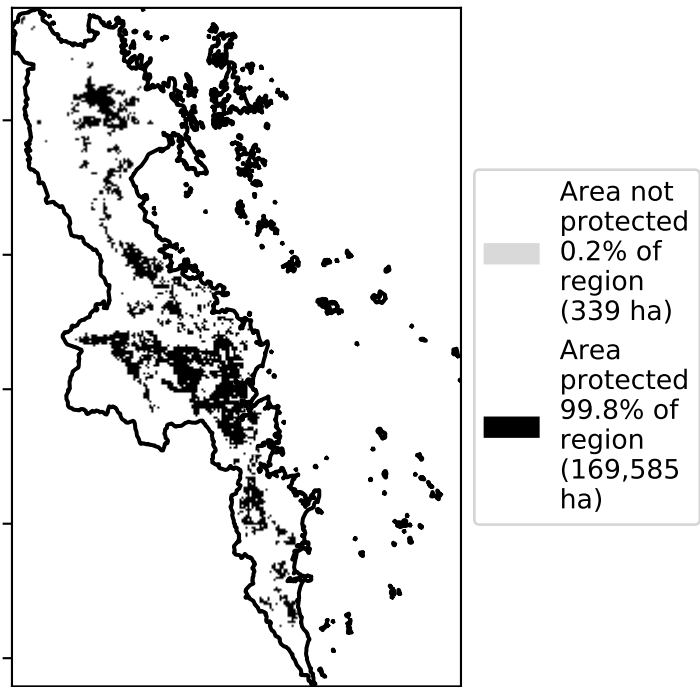 Area not
protected
0.2% of
region
(339 ha)
Area
protected
99.8% of
region
(169,585
ha)